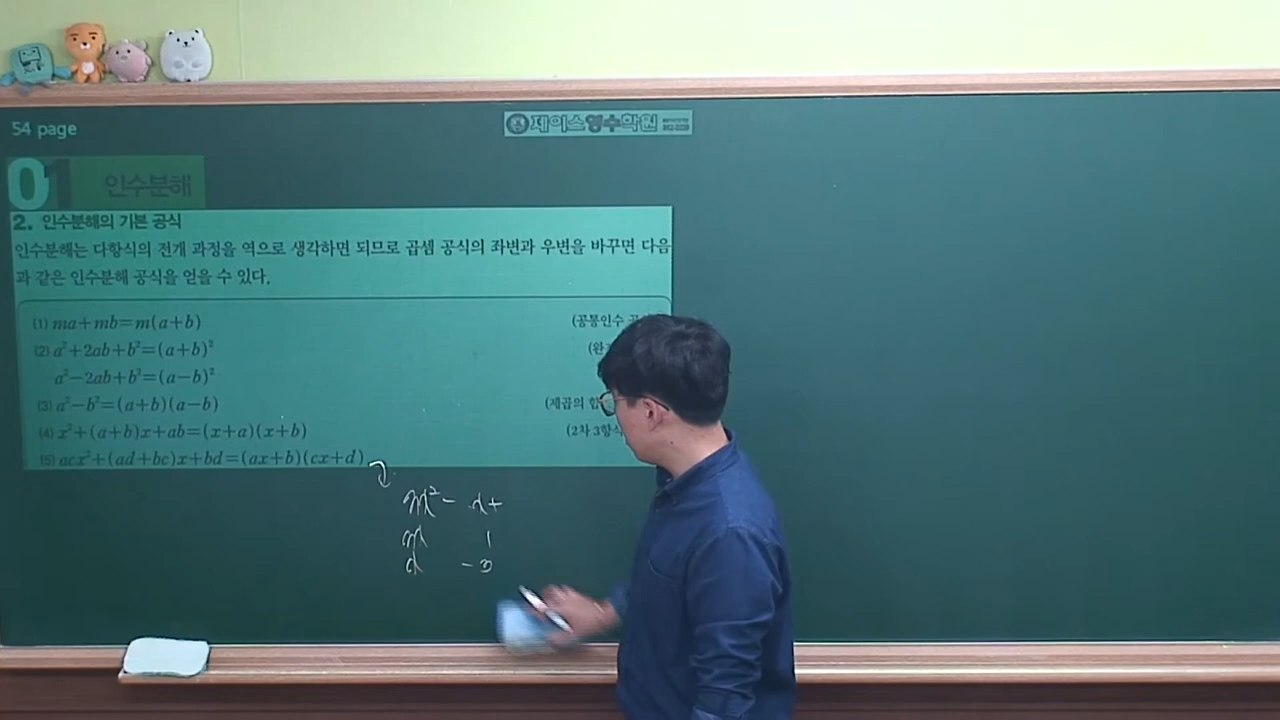 54 page
제이스영수학원
01 인수분해
2. 인수분해의 기본 공식
인수분해는 다항식의 전개 과정을 역으로 생각하면 되므로 곱셈 공식의 좌변과 우변을 바꾸면 다음
과 같은 인수분해 공식을 얻을 수 있다.
(1) ma+mb=m(a+b) (공통인수
(2) a²+2ab+b²=(a+b)²
a²-2ab+b²=(a-b)²
(3) a²-b²=(a+b)(a-b) (제곱의
(4) x²+(a+b)x+ab=(x+a)(x+b) (2차 3항식
(5) acx²+(ad+bc)x+bd=(ax+b)(cx+d)
1